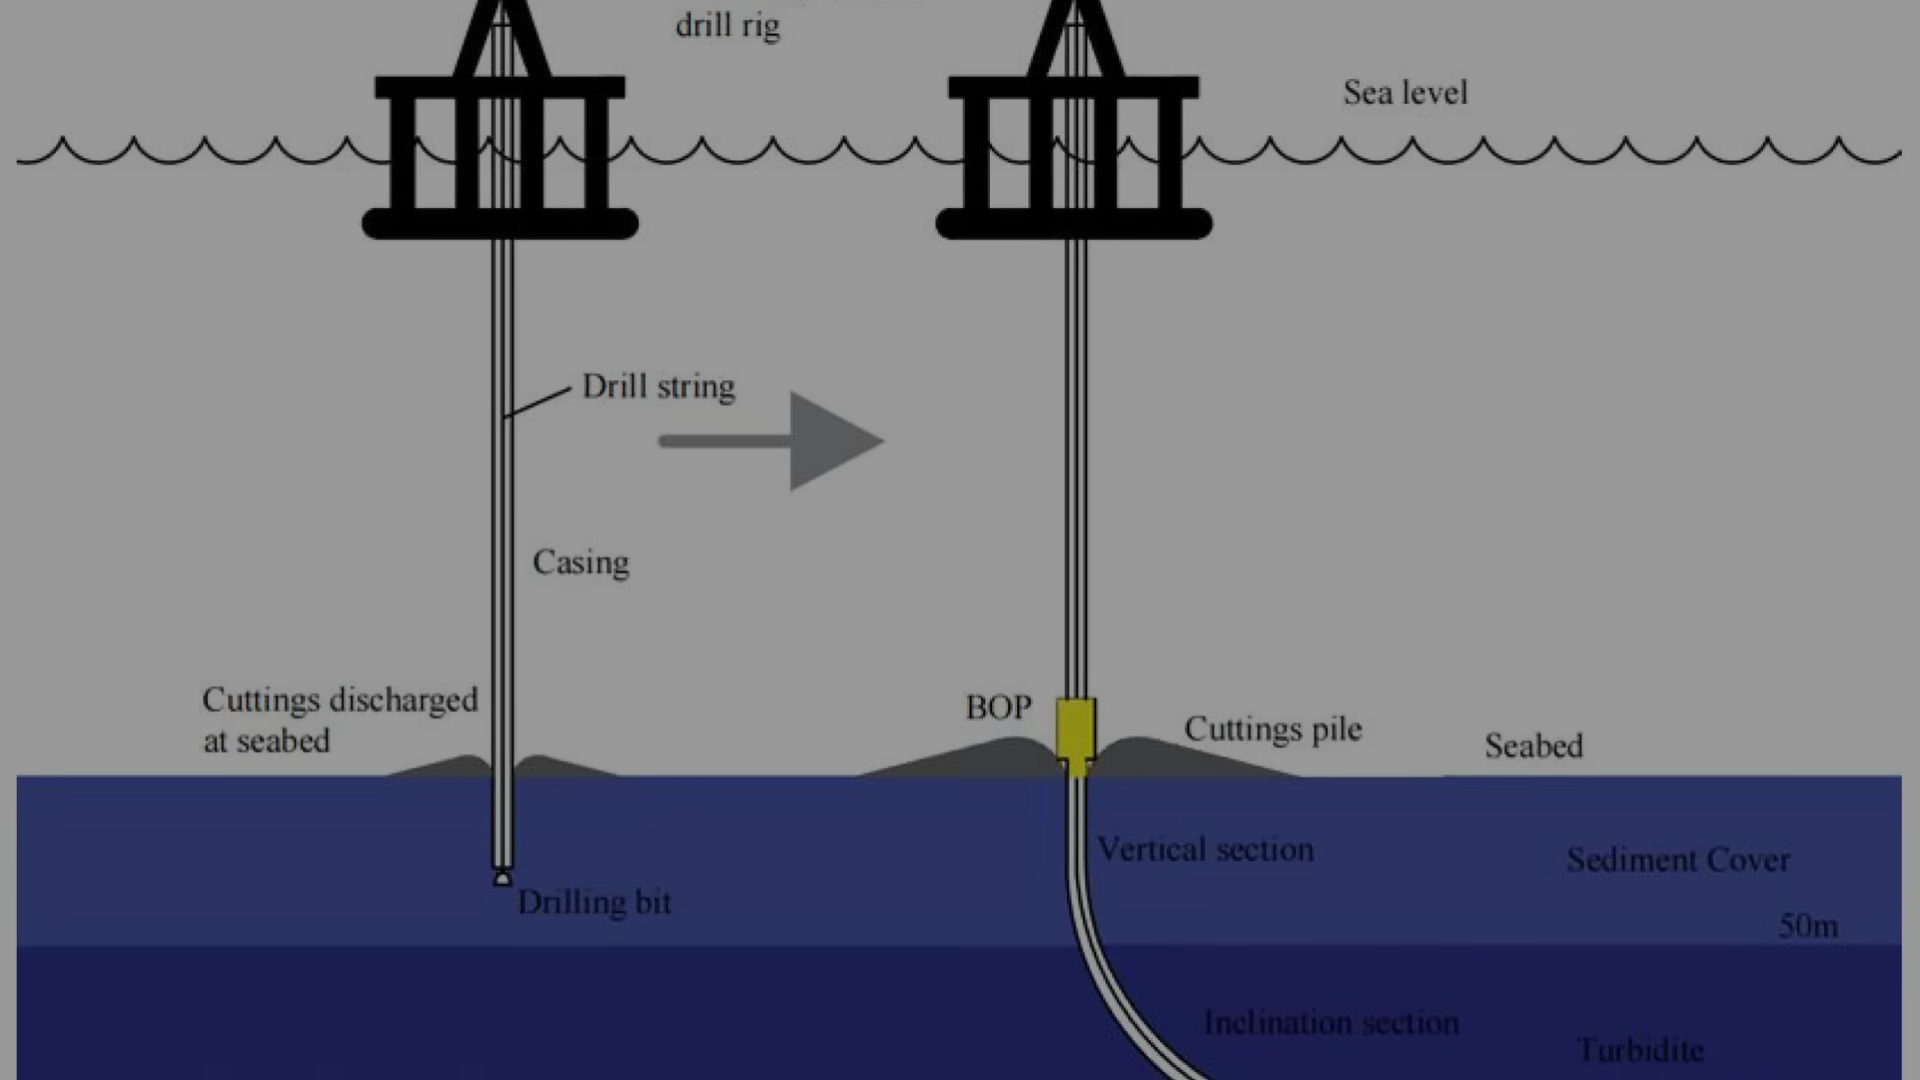 drill rig
Sea level
Drill string
Casing
Cuttings discharged
at seabed
BOP
Cuttings pile
Seabed
Vertical section
Sediment Cover
Drilling bit
50m
Inclination section
Turbidite